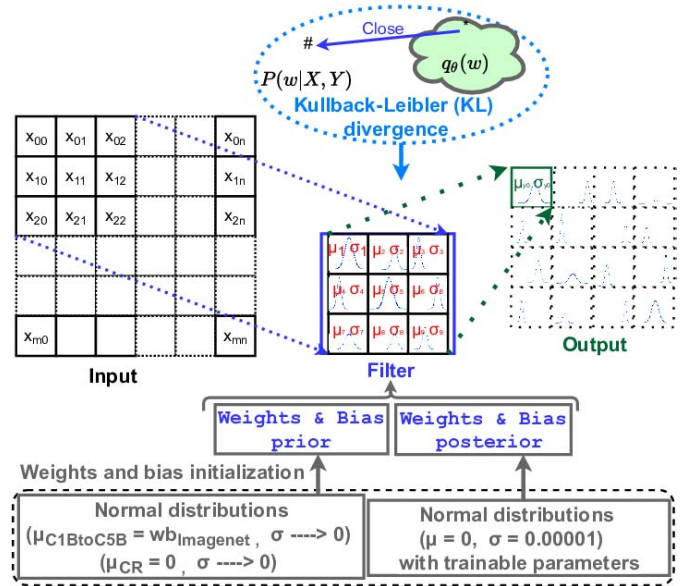 Close
*
#
qθ(w)
P(w|X, Y)
Kullback-Leibler (KL)
divergence
x00 x01 x02 x0n
x10 x11 x12 x1n
x20 x21 x22 x2n
xm0 xmn
Input
μy0,σy0
μ1 σ1 μ2 σ2 μ3 σ3
μ4 σ4 μ5 σ5 μ6 σ6
μ7 σ7 μ8 σ8 μ9 σ9
Filter
Output
Weights & Bias
prior
Weights & Bias
posterior
Weights and bias initialization
Normal distributions
(μC1BtoC5B = wbImagenet , σ ----> 0)
(μCR = 0 , σ ----> 0)
Normal distributions
(μ = 0, σ = 0.00001)
with trainable parameters